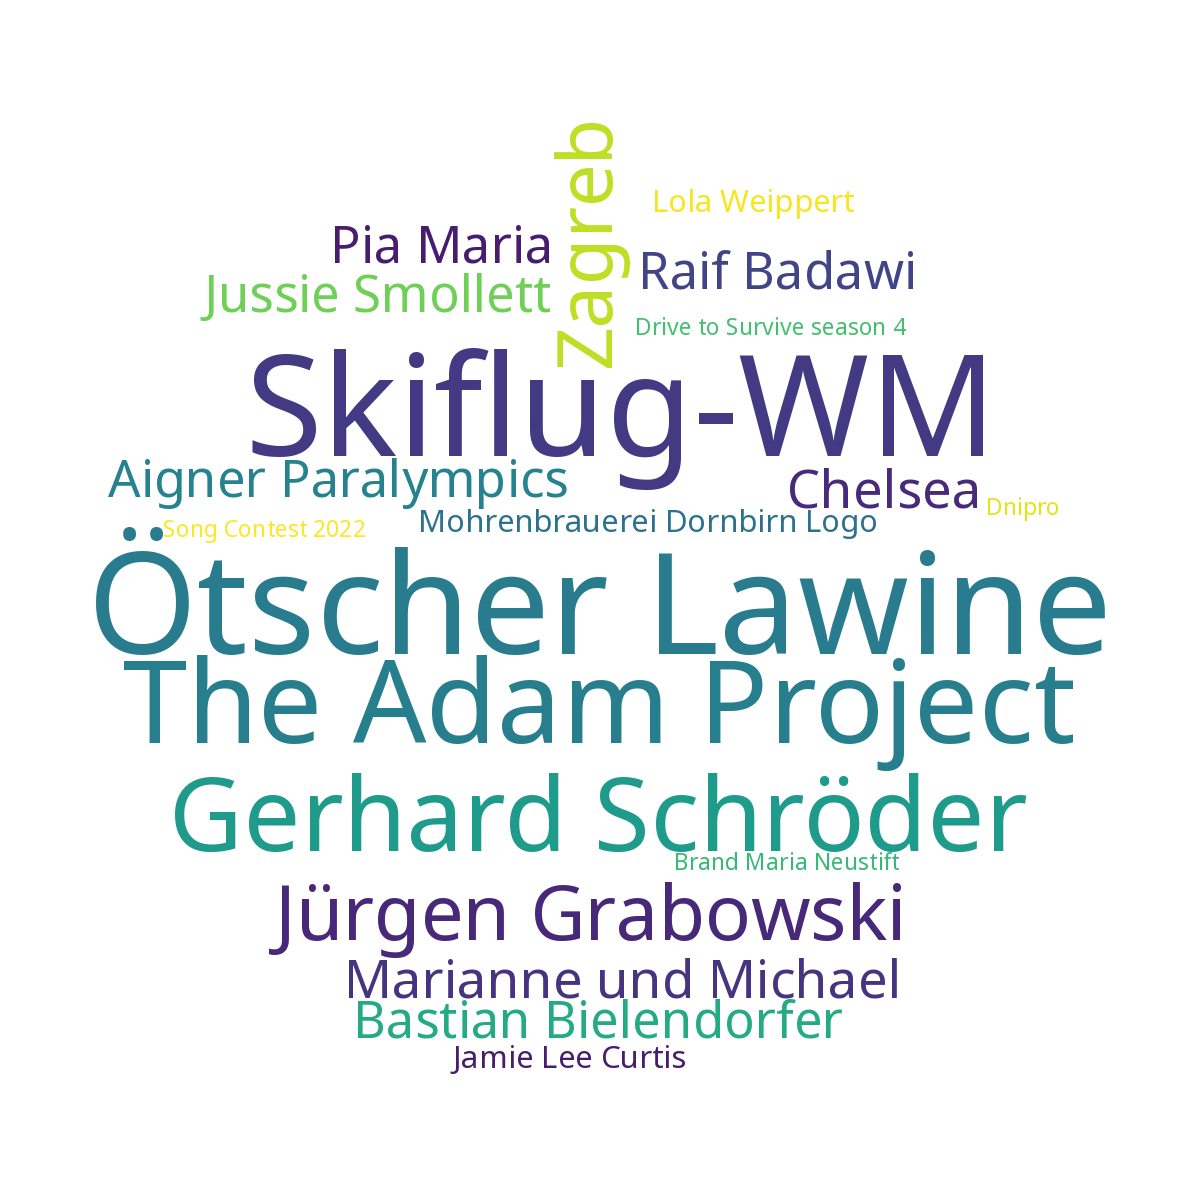 Zagreb
Lola Weippert
Pia Maria
Raif Badawi
Jussie Smollett
Drive to Survive season 4
Skiflug-WM
Aigner Paralympics
Chelsea
Dnipro
Mohrenbrauerei Dornbirn Logo
Song Contest 2022
Ötscher Lawine
The Adam Project
Gerhard Schröder
Brand Maria Neustift
Jürgen Grabowski
Marianne und Michael
Bastian Bielendorfer
Jamie Lee Curtis